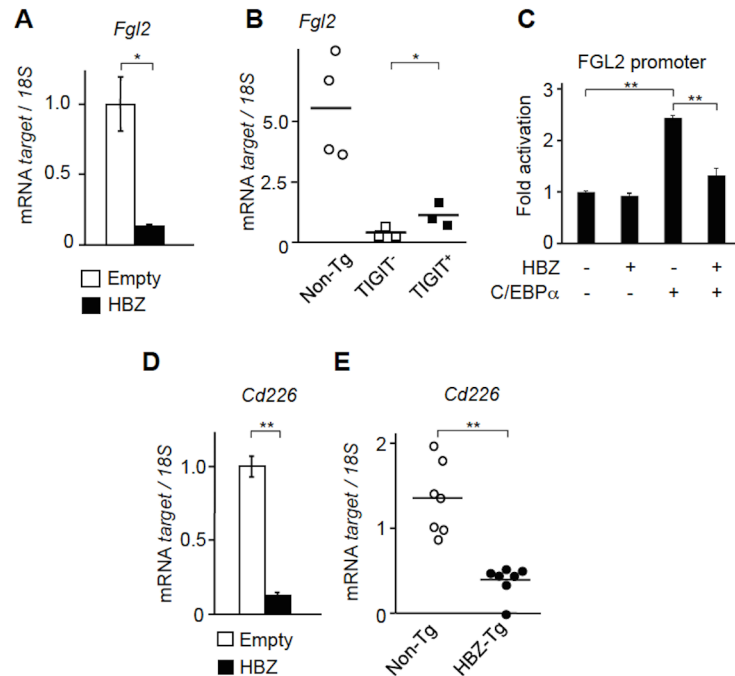 A
Fgl2
*
mRNA target / 18S
1.0
0.5
0
Empty
HBZ
B
Fgl2
*
mRNA target / 18S
5.0
2.5
0
Non-Tg
TIGIT-
TIGIT+
C
FGL2 promoter
**
**
Fold activation
3
2
1
0
HBZ - + - +
C/EBPα - - + +
D
Cd226
**
mRNA target / 18S
1.0
0.5
0
Empty
HBZ
E
Cd226
**
mRNA target / 18S
2
1
0
Non-Tg
HBZ-Tg